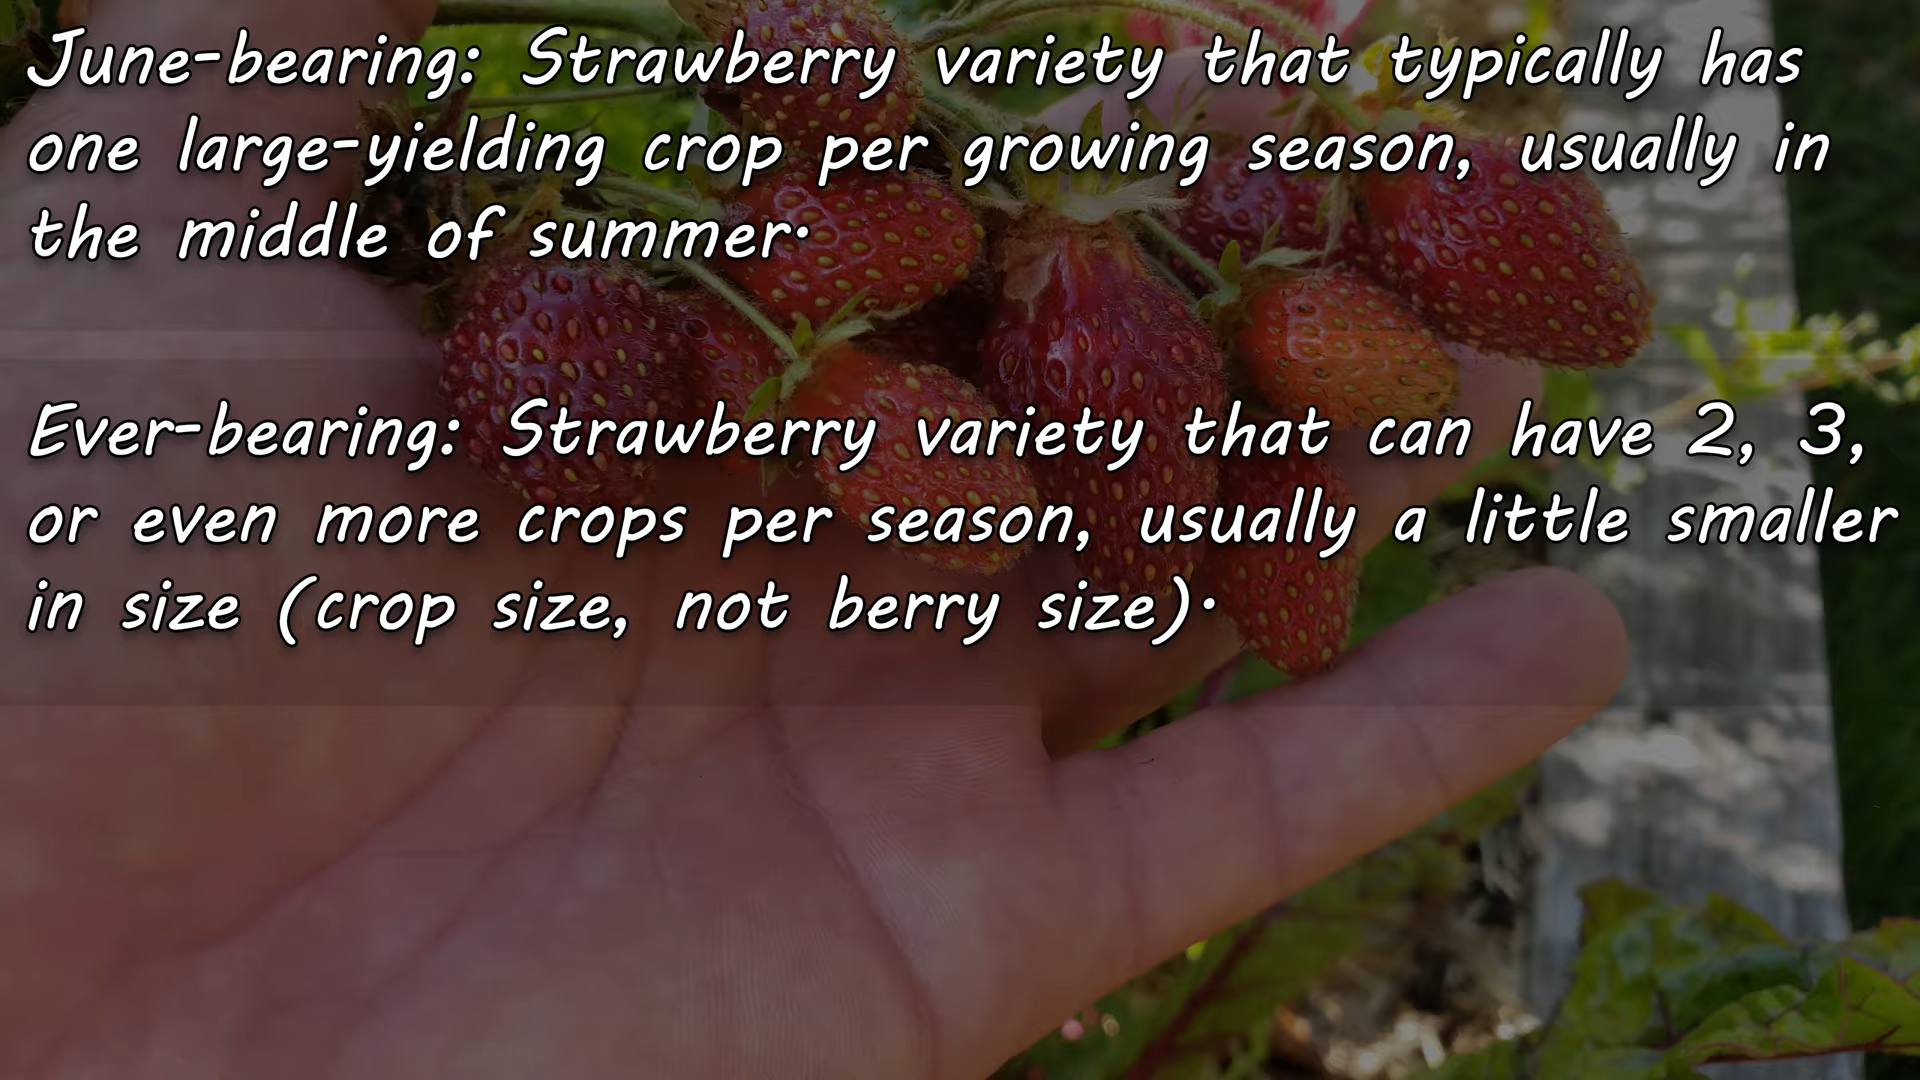 June-bearing: Strawberry variety that typically has
one large-yielding crop per growing season, usually in
the middle of summer.
Ever-bearing: Strawberry variety that can have 2, 3,
or even more crops per season, usually a little smaller
in size (crop size, not berry size).